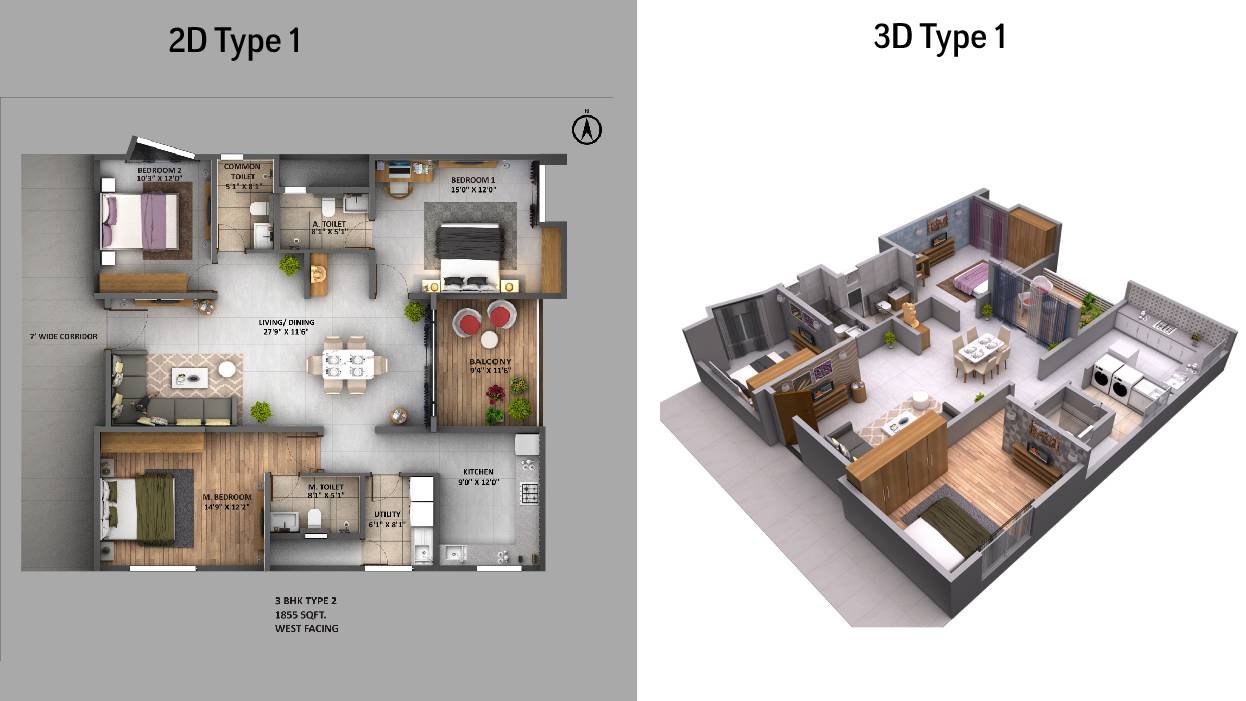 2D Type 1
3D Type 1
N
BEDROOM 2
10'3" X 12'0"
COMMON
TOILET
5'1" X 8'1"
A. TOILET
8'1" X 5'1"
BEDROOM 1
15'0" X 12'0"
7' WIDE CORRIDOR
LIVING/ DINING
27'9" X 11'6"
BALCONY
9'4" X 11'6"
M. BEDROOM
14'9" X 12'2"
M. TOILET
8'1" X 5'1"
UTILITY
6'1" X 8'1"
KITCHEN
9'0" X 12'0"
3 BHK TYPE 2
1855 SQFT.
WEST FACING